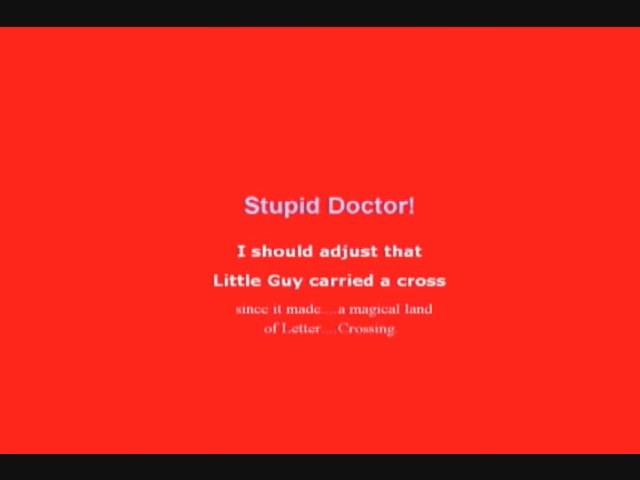 Stupid Doctor!
I should adjust that
Little Guy carried a cross
since it made....a magical land
of Letter....Crossing.